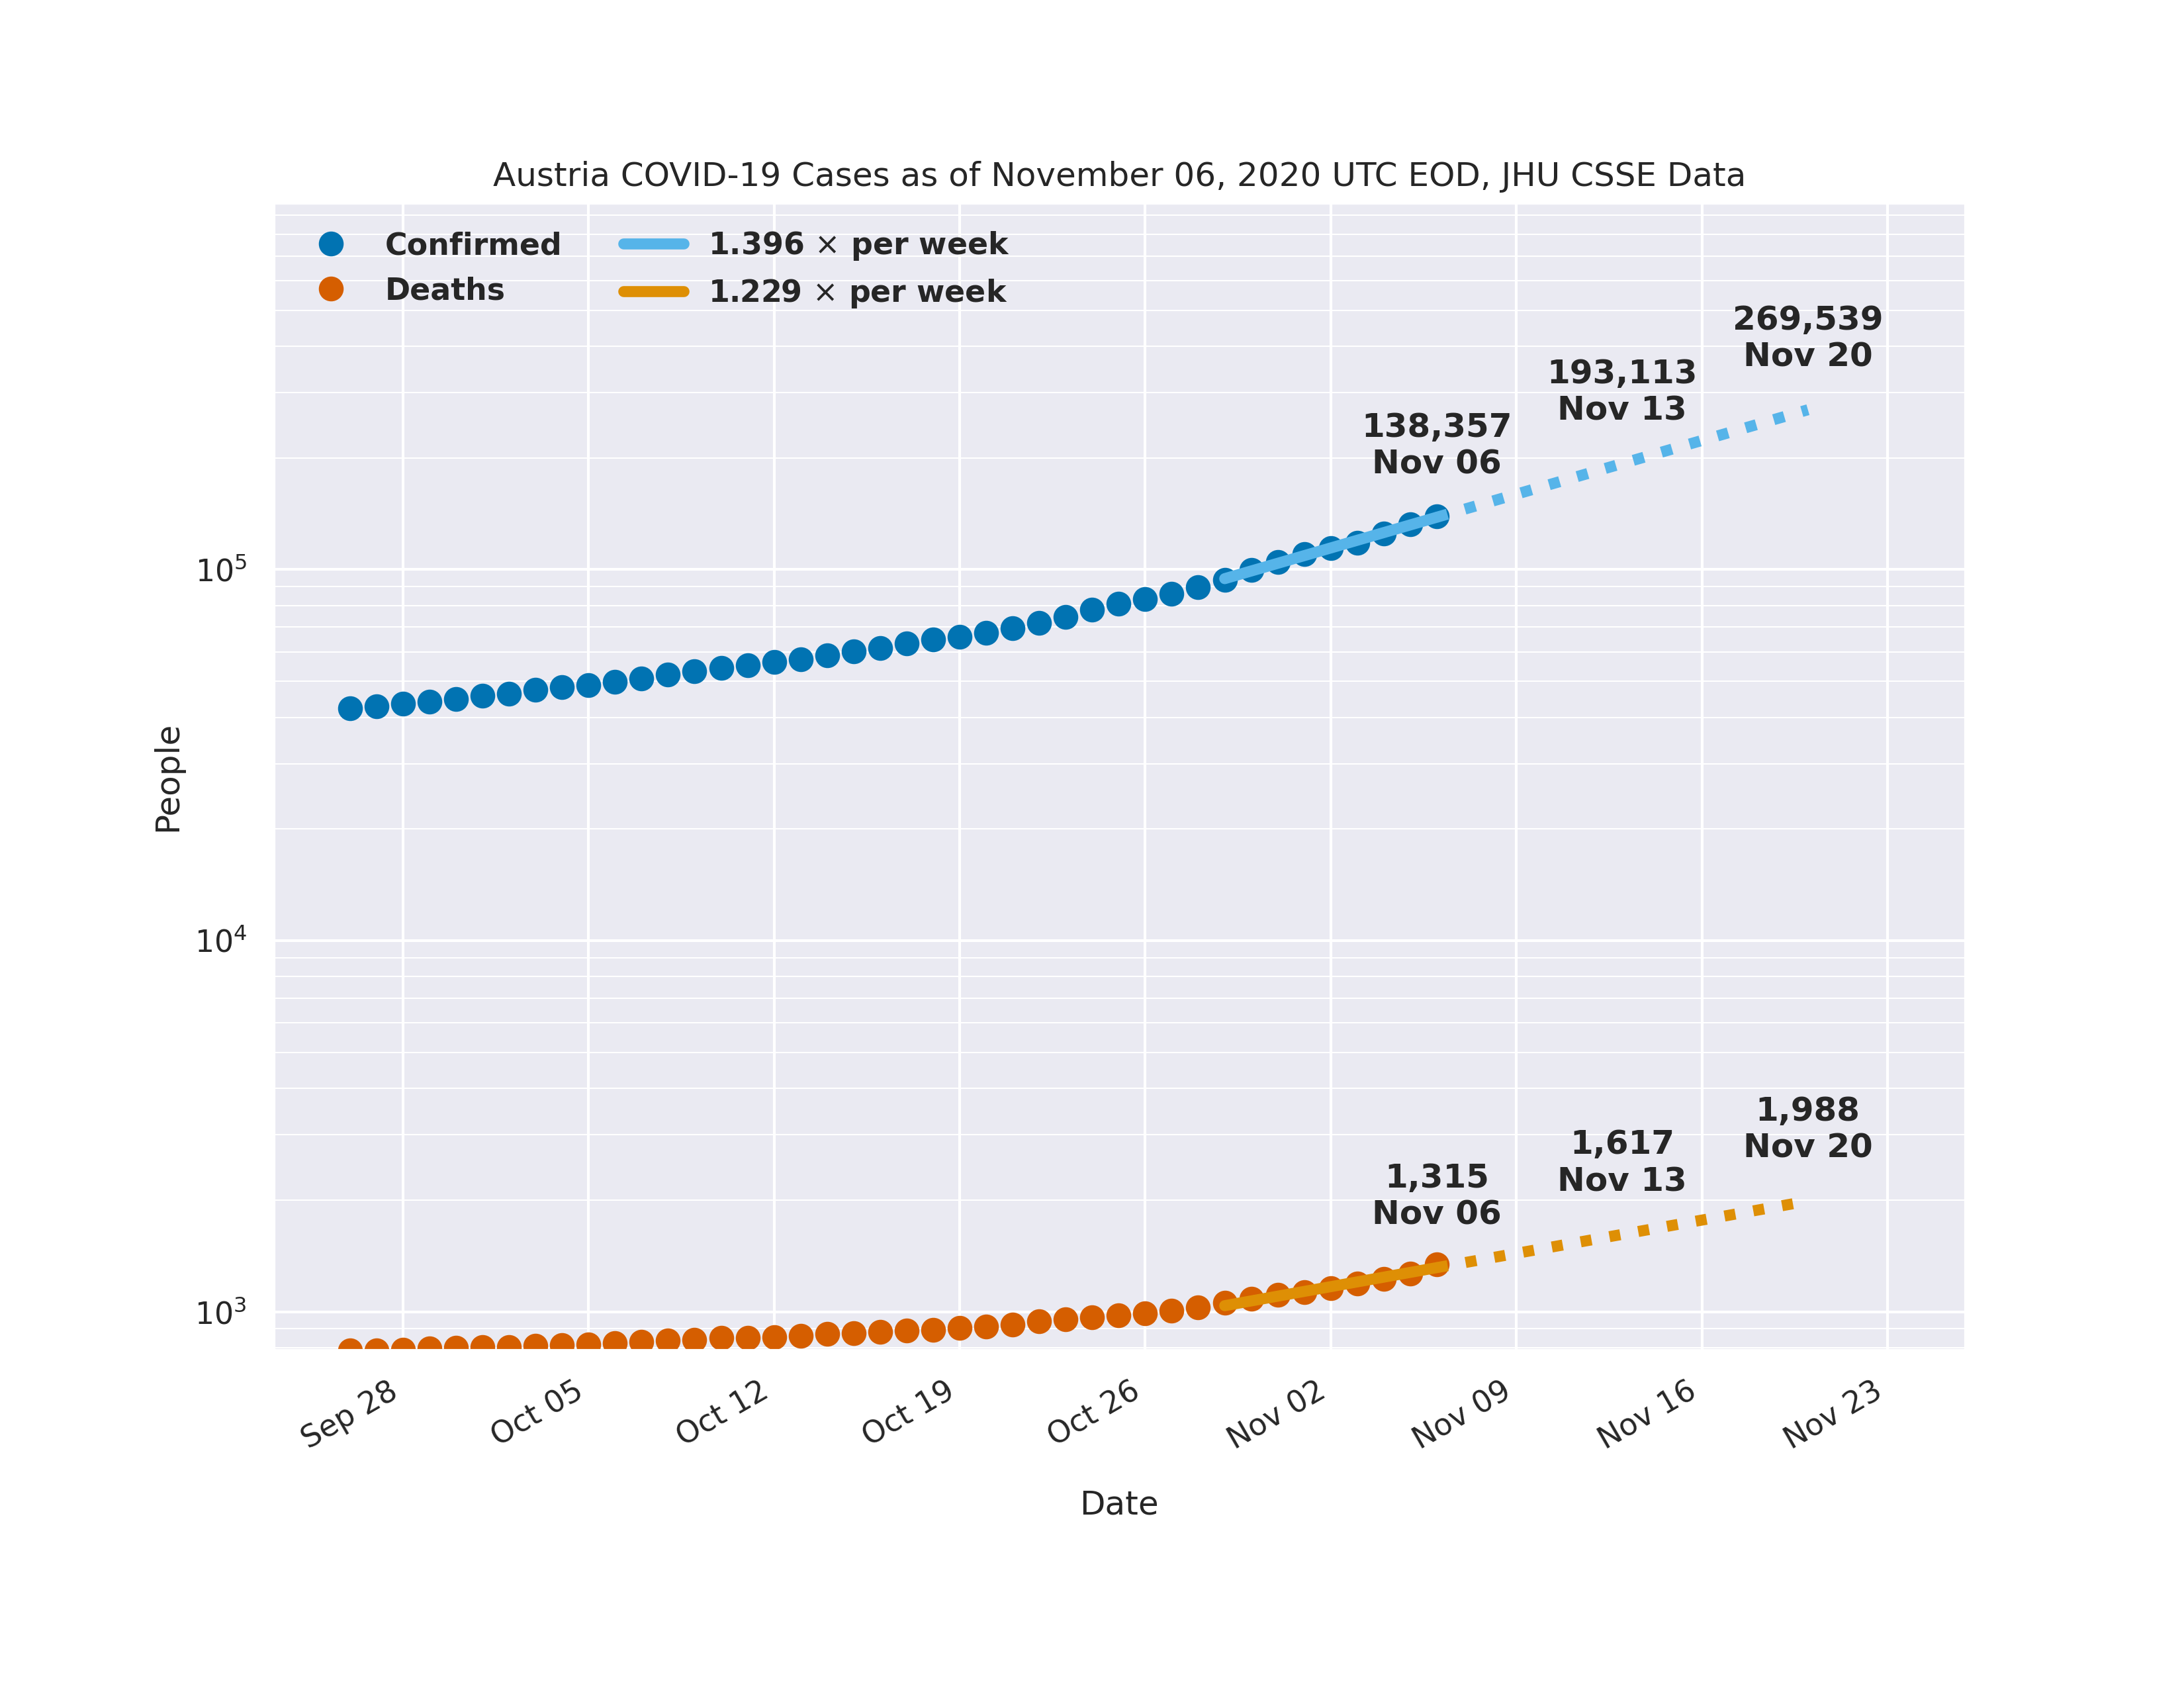 Austria COVID-19 Cases as of November 06, 2020 UTC EOD, JHU CSSE Data
Confirmed
Deaths
1.396 × per week
1.229 × per week
269,539
Nov 20
193,113
Nov 13
138,357
Nov 06
1,988
Nov 20
1,617
Nov 13
1,315
Nov 06
People
10⁵
10⁴
10³
Sep 28
Oct 05
Oct 12
Oct 19
Oct 26
Nov 02
Nov 09
Nov 16
Nov 23
Date